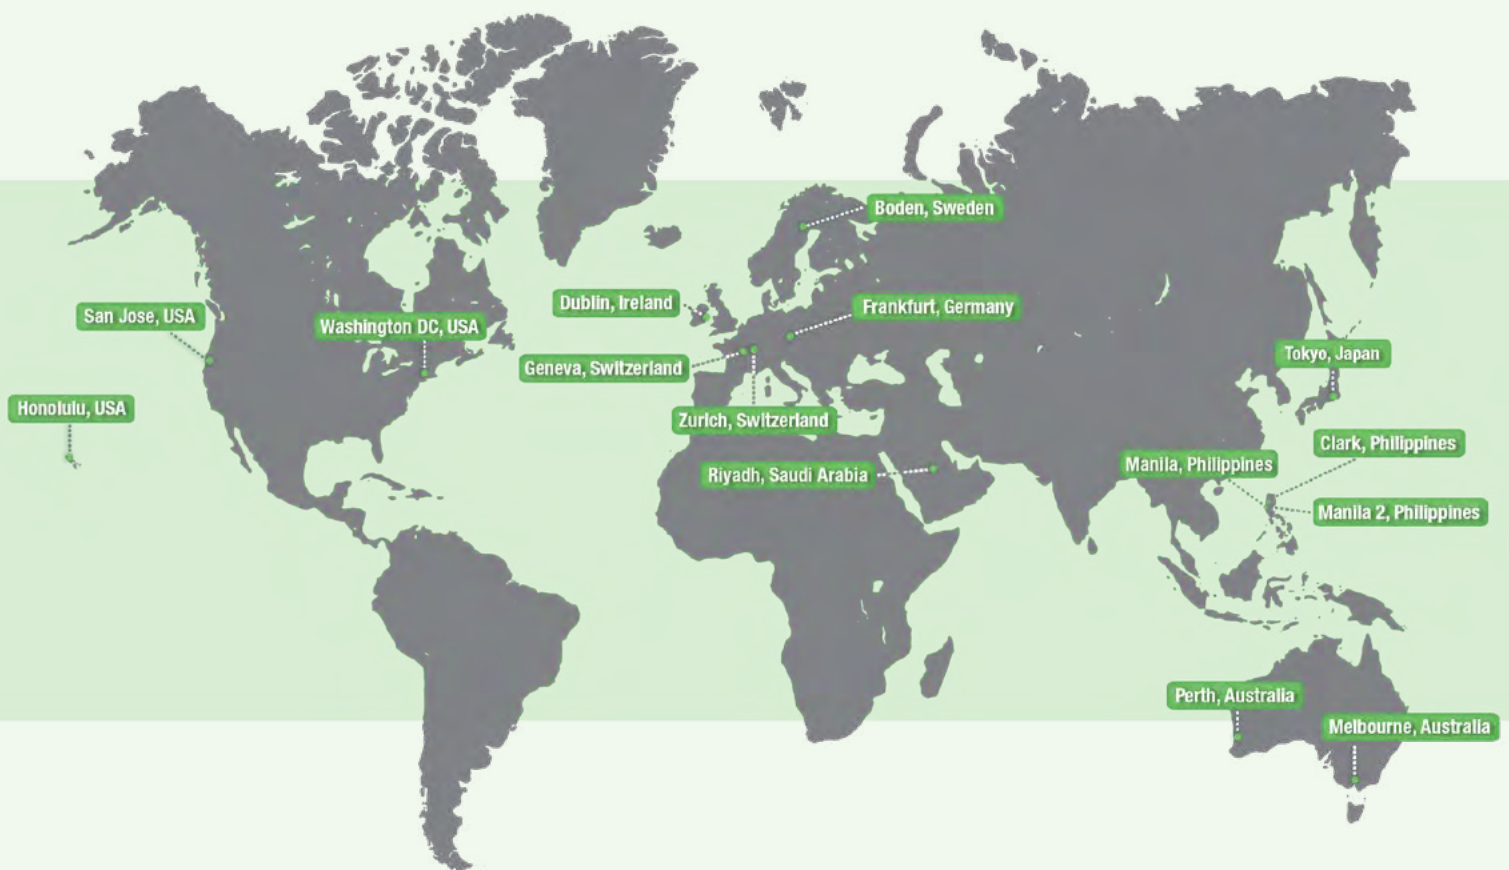 Boden, Sweden
Dublin, Ireland
Frankfurt, Germany
San Jose, USA
Washington DC, USA
Tokyo, Japan
Geneva, Switzerland
Honolulu, USA
Zurich, Switzerland
Clark, Philippines
Manila, Philippines
Riyadh, Saudi Arabia
Manila 2, Philippines
Perth, Australia
Melbourne, Australia